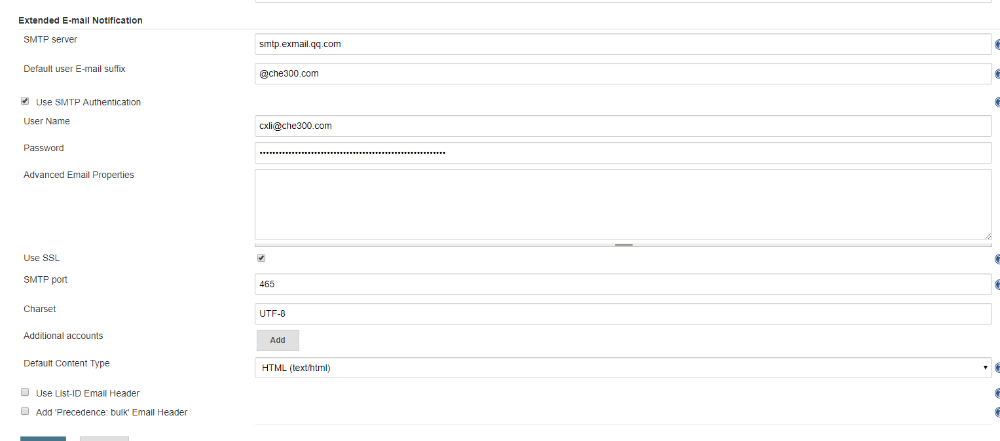 Extended E-mail Notification
SMTP server
smtp.exmail.qq.com
Default user E-mail suffix
@che300.com
Use SMTP Authentication
User Name
cxli@che300.com
Password
Advanced Email Properties
Use SSL
SMTP port
465
Charset
UTF-8
Additional accounts
Add
Default Content Type
HTML (text/html)
Use List-ID Email Header
Add 'Precedence: bulk' Email Header